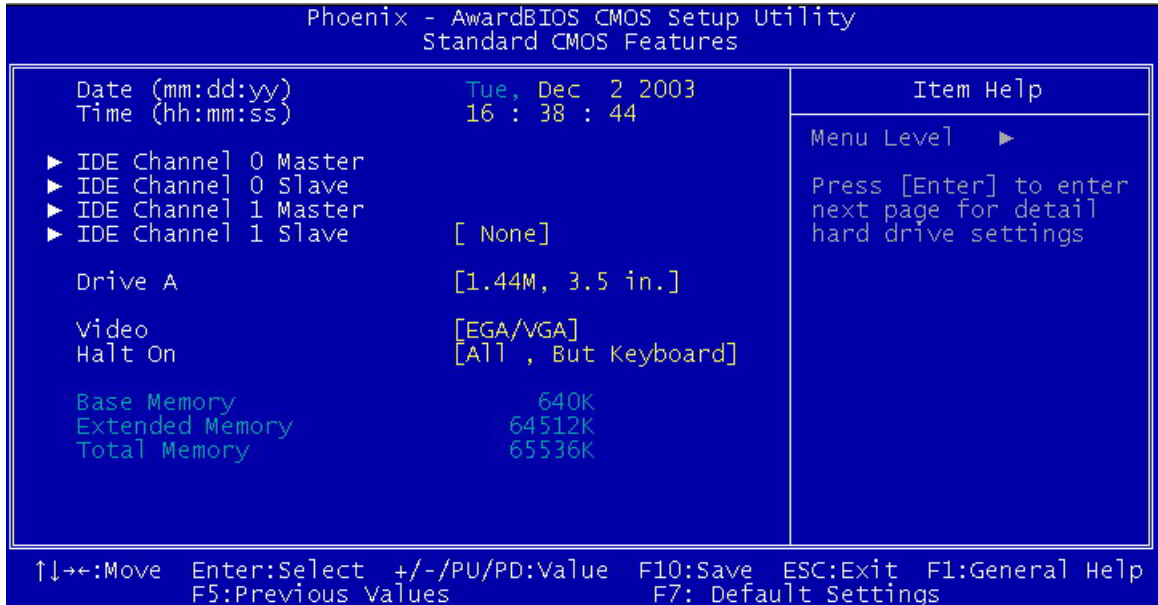 Phoenix - AwardBIOS CMOS Setup Utility
Standard CMOS Features
Date (mm:dd:yy) Tue, Dec 2 2003
Time (hh:mm:ss) 16 : 38 : 44
▶ IDE Channel 0 Master
▶ IDE Channel 0 Slave
▶ IDE Channel 1 Master
▶ IDE Channel 1 Slave [ None]
Drive A [1.44M, 3.5 in.]
Video [EGA/VGA]
Halt On [All , But Keyboard]
Base Memory 640K
Extended Memory 64512K
Total Memory 65536K
Item Help
Menu Level ▶
Press [Enter] to enter
next page for detail
hard drive settings
↑↓→←:Move Enter:Select +/-/PU/PD:Value F10:Save ESC:Exit F1:General Help
F5:Previous Values F7: Default Settings